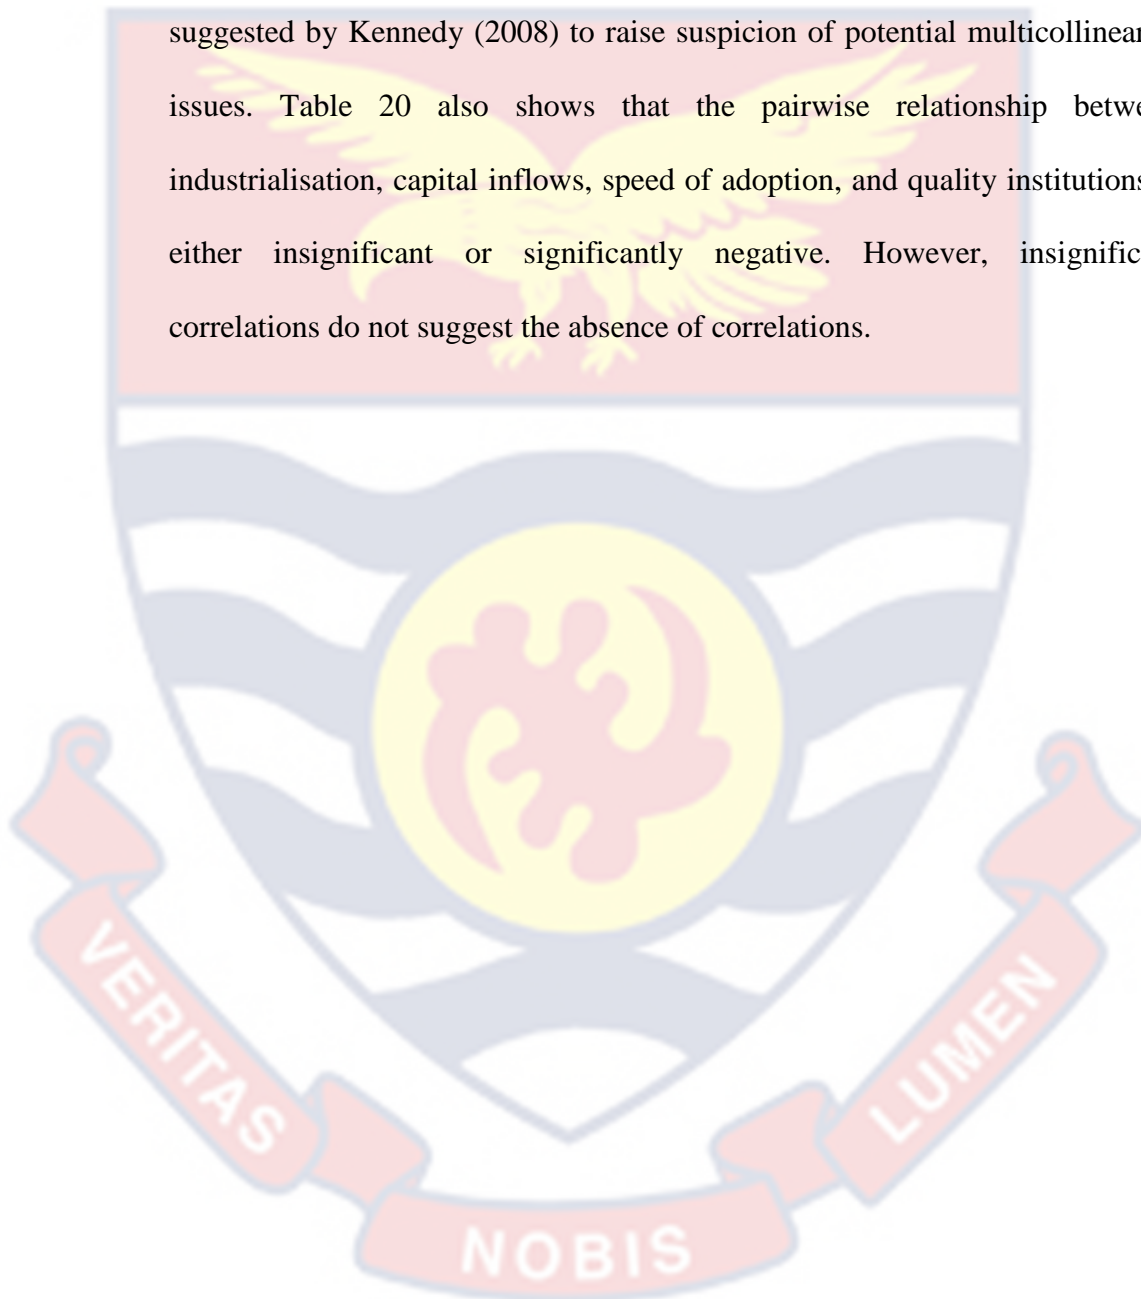 suggested by Kennedy (2008) to raise suspicion of potential multicollinear
issues. Table 20 also shows that the pairwise relationship betwe
industrialisation, capital inflows, speed of adoption, and quality institutions
either insignificant or significantly negative. However, insignific
correlations do not suggest the absence of correlations.
VERITAS
NOBIS
LUMEN